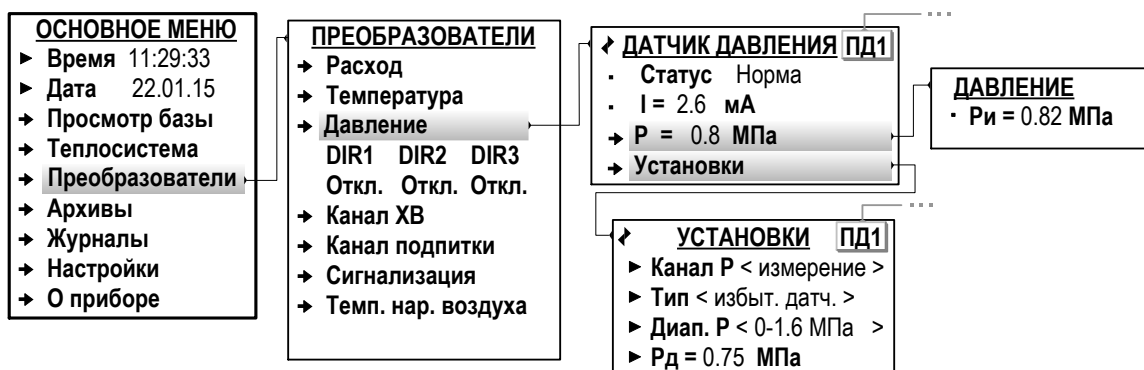 ОСНОВНОЕ МЕНЮ
Время 11:29:33
Дата 22.01.15
Просмотр базы
Теплосистема
Преобразователи
Архивы
Журналы
Настройки
О приборе
ПРЕОБРАЗОВАТЕЛИ
Расход
Температура
Давление
DIR1 DIR2 DIR3
Откл. Откл. Откл.
Канал ХВ
Канал подпитки
Сигнализация
Темп. нар. воздуха
ДАТЧИК ДАВЛЕНИЯ ПД1
Статус Норма
I = 2.6 мА
P = 0.8 МПа
Установки
ДАВЛЕНИЕ
Pи = 0.82 МПа
УСТАНОВКИ ПД1
Канал P < измерение >
Тип < избыт. датч. >
Диап. P < 0-1.6 МПа >
Pд = 0.75 МПа